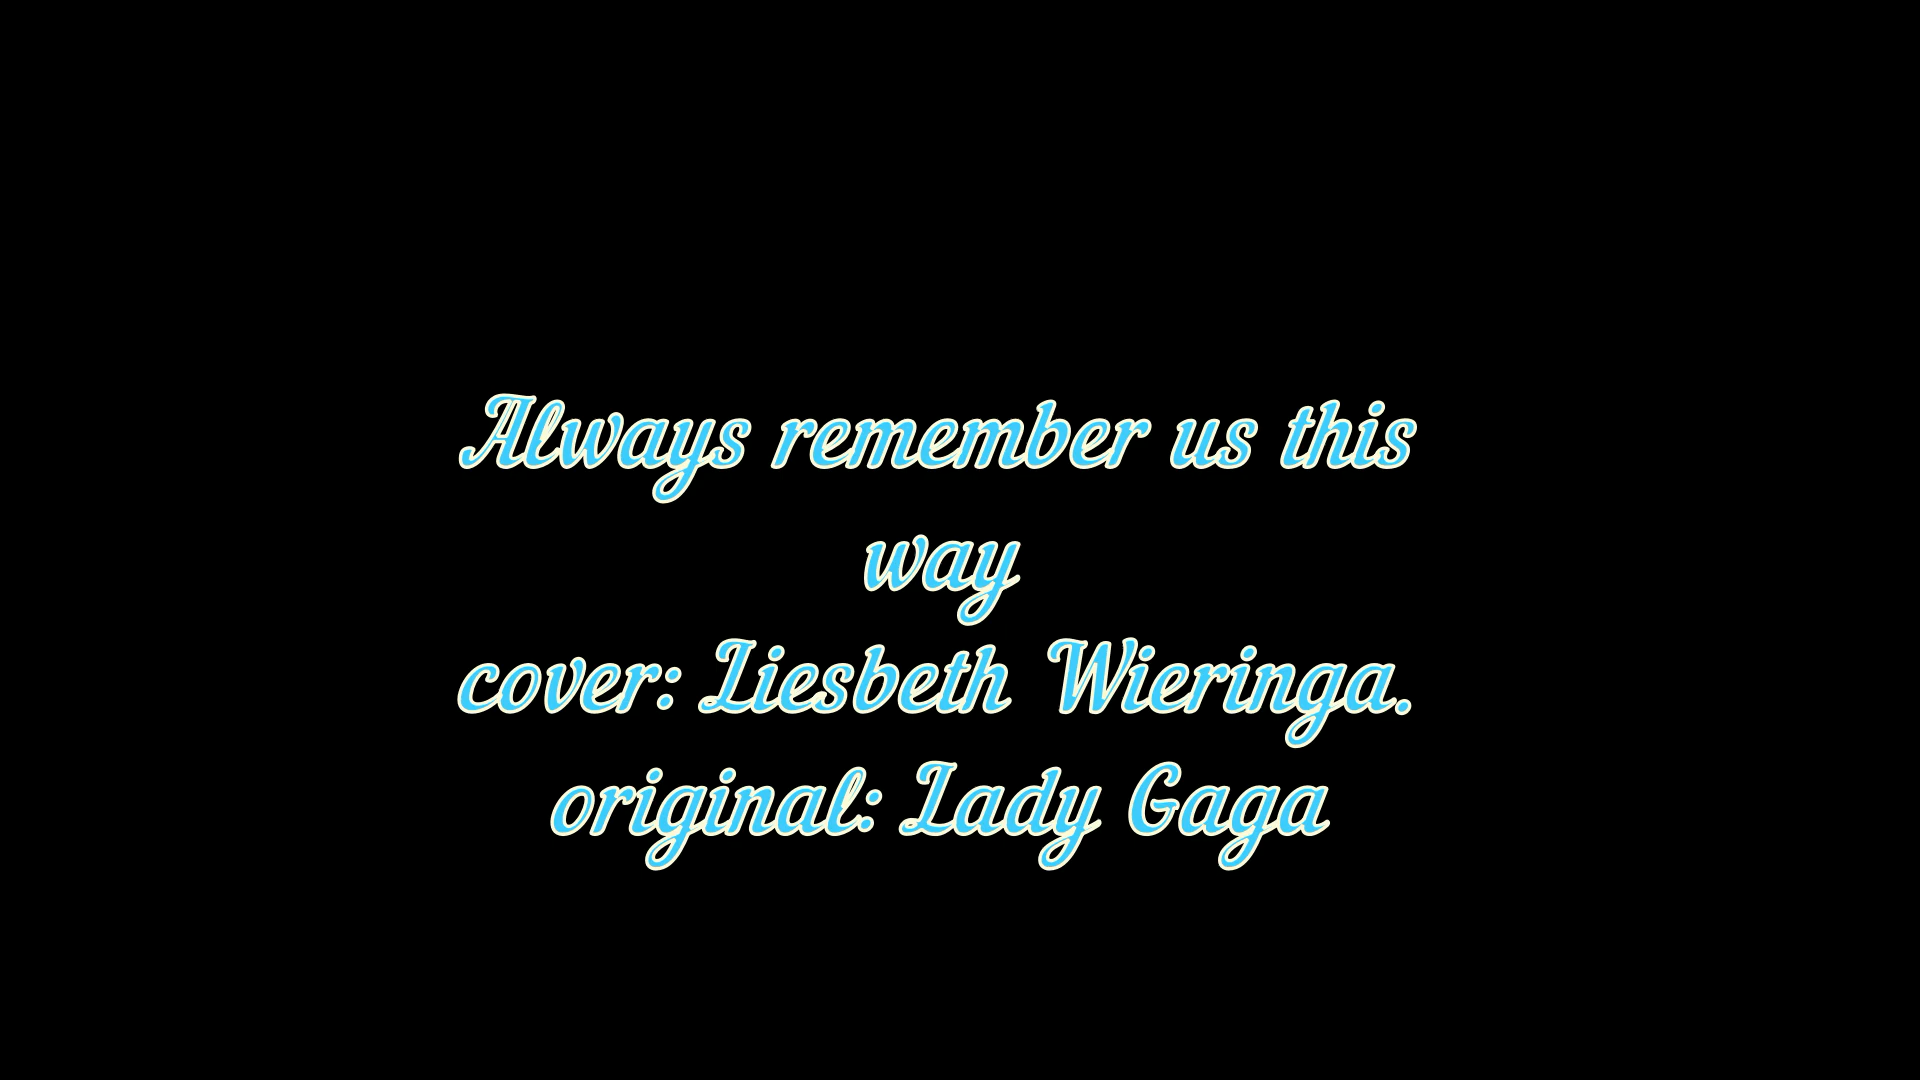 Always remember us this
way
cover: Liesbeth Wieringa.
original: Lady Gaga